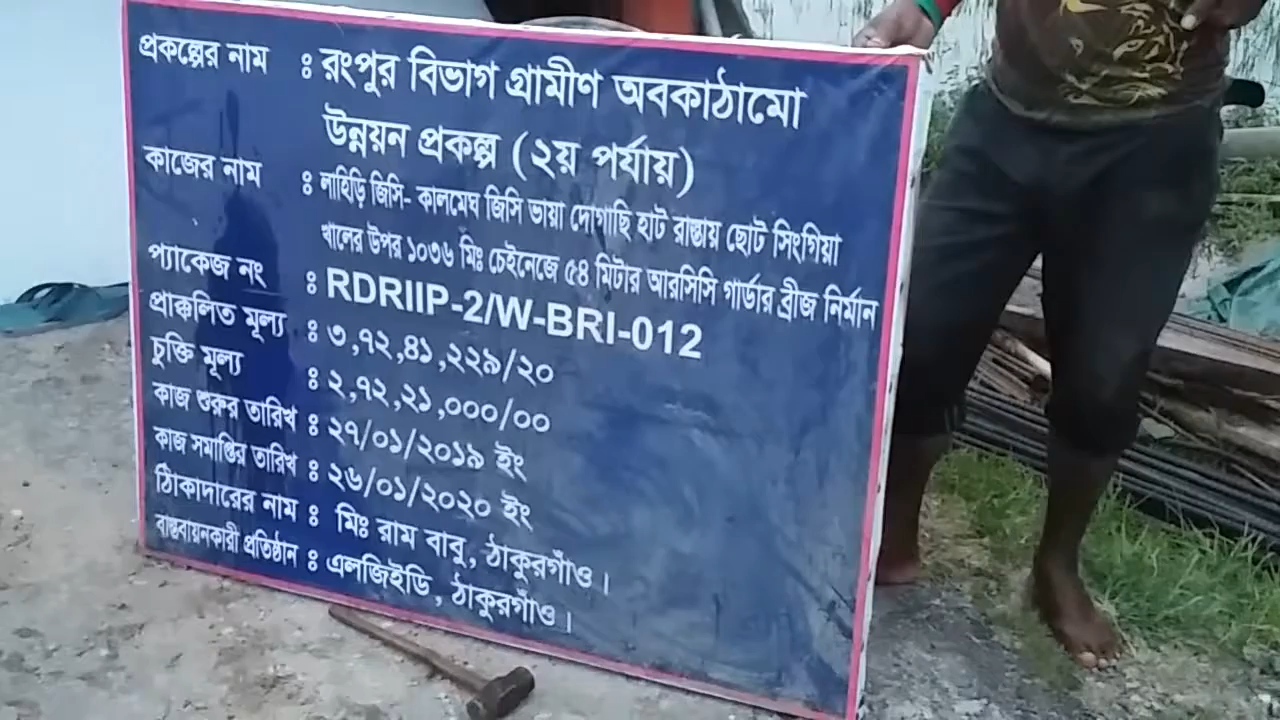 প্রকল্পের নাম : রংপুর বিভাগ গ্রামীণ অবকাঠামো
উন্নয়ন প্রকল্প (২য় পর্যায়)
কাজের নাম : লাহিড়ি জিসি- কালমেঘ জিসি ভায়া দোগাছি হাট রাস্তায় ছোট সিংগিয়া
খালের উপর ১০৩৬ মিঃ চেইনেজে ৫৪ মিটার আরসিসি গার্ডার ব্রীজ নির্মান
প্যাকেজ নং : RDRIIP-2/W-BRI-012
প্রাক্কলিত মূল্য : ৩,৭২,৪১,২২৯/২০
চুক্তি মূল্য : ২,৭২,২১,০০০/০০
কাজ শুরুর তারিখ : ২৭/০১/২০১৯ ইং
কাজ সমাপ্তির তারিখ : ২৬/০১/২০২০ ইং
ঠিাকাদারের নাম : মিঃ রাম বাবু, ঠাকুরগাঁও।
বাস্তবায়নকারী প্রতিষ্ঠান : এলজিইডি, ঠাকুরগাঁও।